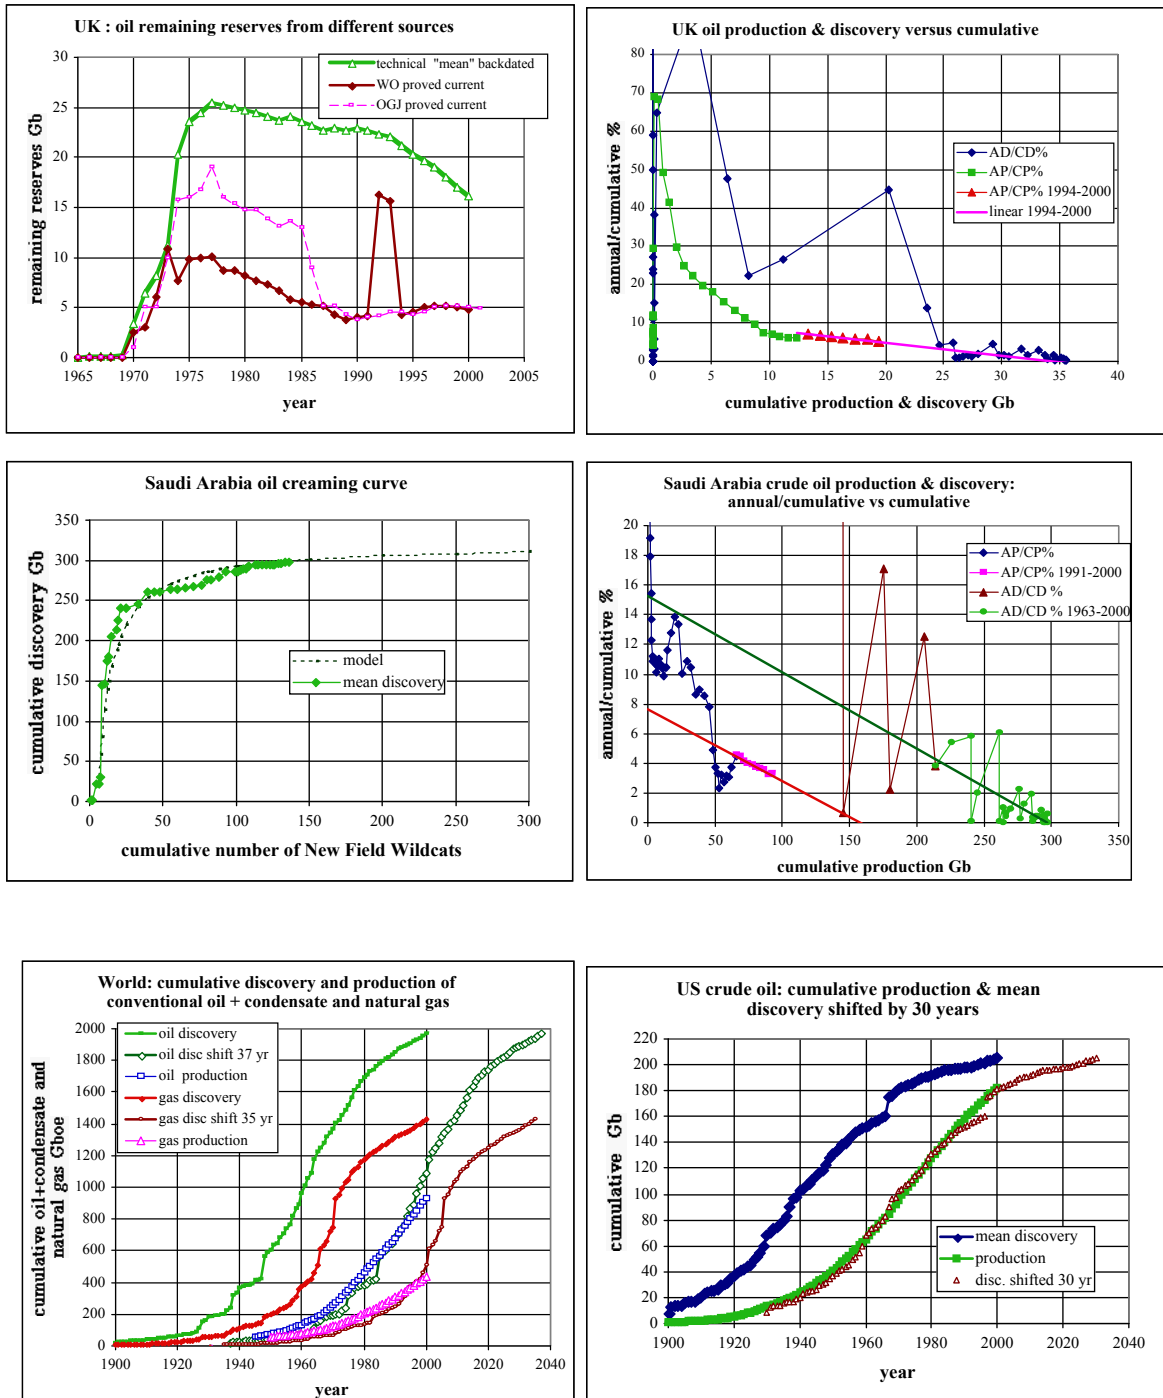 UK : oil remaining reserves from different sources
remaining reserves Gb
30
25
20
15
10
5
0
technical "mean" backdated
WO proved current
OGJ proved current
1965 1970 1975 1980 1985 1990 1995 2000 2005
year
UK oil production & discovery versus cumulative
annual/cumulative %
80
70
60
50
40
30
20
10
0
AD/CD%
AP/CP%
AP/CP% 1994-2000
linear 1994-2000
0 5 10 15 20 25 30 35 40
cumulative production & discovery Gb
Saudi Arabia oil creaming curve
cumulative discovery Gb
350
300
250
200
150
100
50
0
model
mean discovery
0 50 100 150 200 250 300
cumulative number of New Field Wildcats
Saudi Arabia crude oil production & discovery:
annual/cumulative vs cumulative
annual/cumulative %
20
18
16
14
12
10
8
6
4
2
0
AP/CP%
AP/CP% 1991-2000
AD/CD %
AD/CD % 1963-2000
0 50 100 150 200 250 300 350
cumulative production Gb
World: cumulative discovery and production of
conventional oil + condensate and natural gas
cumulative oil+condensate and
natural gas Gboe
2000
1800
1600
1400
1200
1000
800
600
400
200
0
oil discovery
oil disc shift 37 yr
oil production
gas discovery
gas disc shift 35 yr
gas production
1900 1920 1940 1960 1980 2000 2020 2040
year
US crude oil: cumulative production & mean
discovery shifted by 30 years
cumulative Gb
220
200
180
160
140
120
100
80
60
40
20
0
mean discovery
production
disc. shifted 30 yr
1900 1920 1940 1960 1980 2000 2020 2040
year